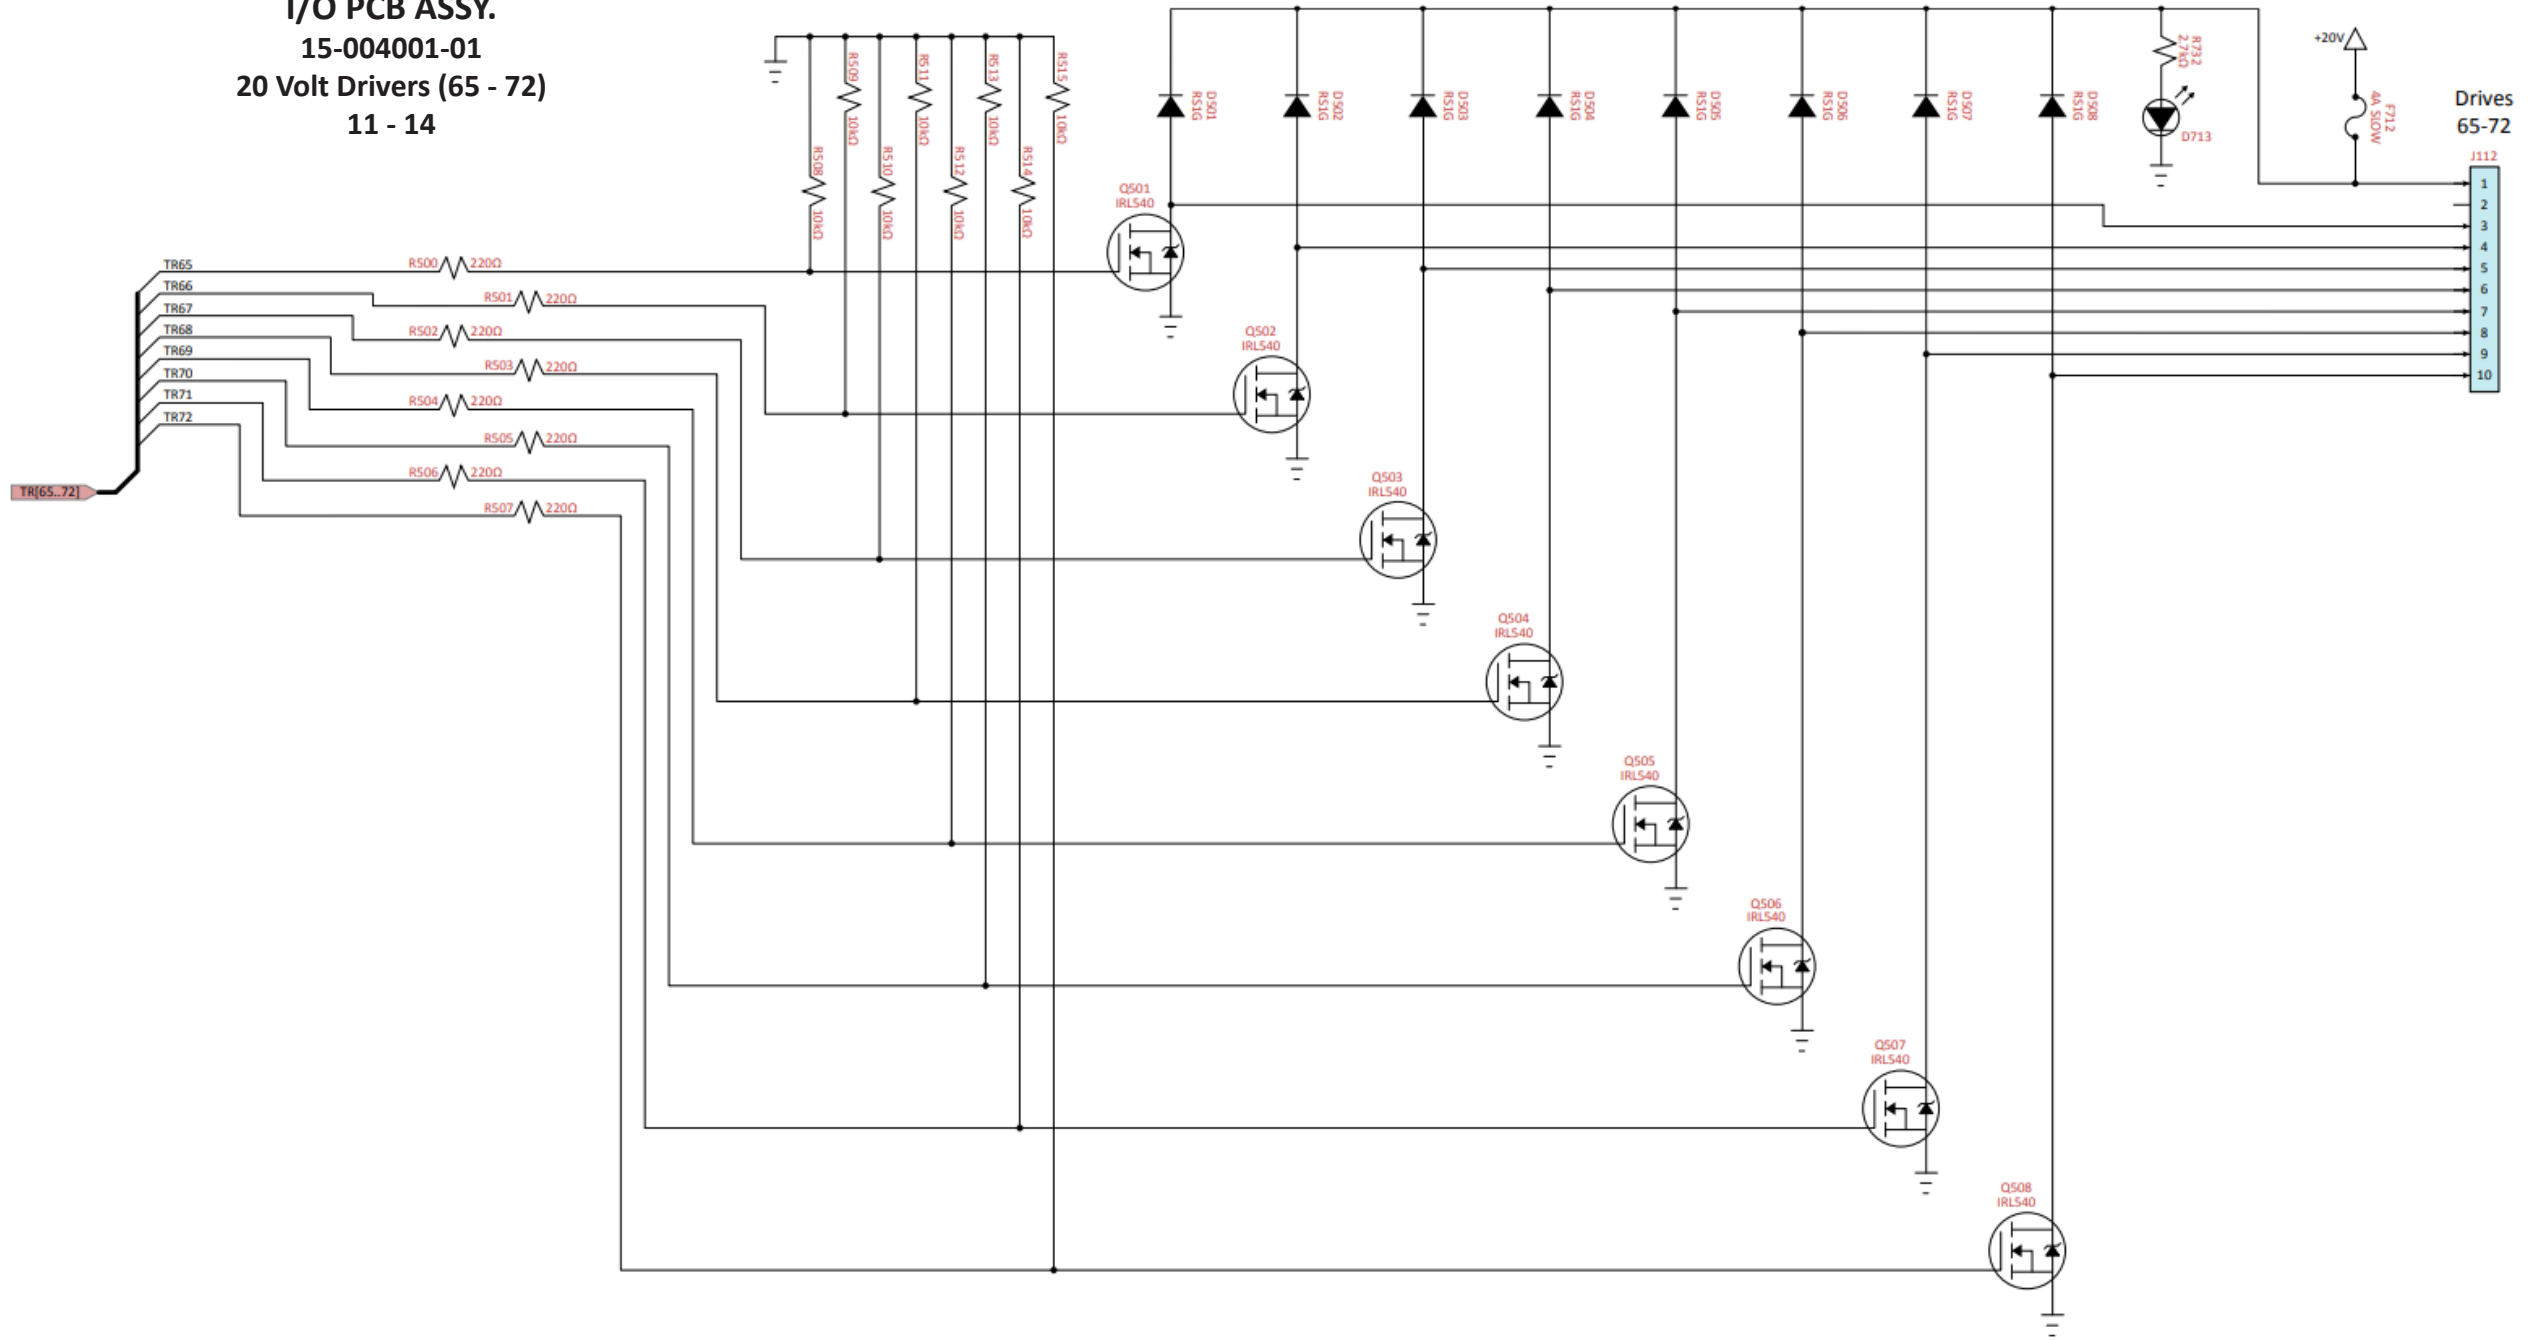 I/O PCB ASSY.
15-004001-01
20 Volt Drivers (65 - 72)
11 - 14
R508
10kΩ
R509
10kΩ
R510
10kΩ
R511
10kΩ
R512
10kΩ
R513
10kΩ
R514
10kΩ
R515
10kΩ
D501
RS1G
D502
RS1G
D503
RS1G
D504
RS1G
D505
RS1G
D506
RS1G
D507
RS1G
D508
RS1G
R732
2.7kΩ
D713
+20V
F712
4A SLOW
Drives
65-72
J112
1
2
3
4
5
6
7
8
9
10
TR65
TR66
TR67
TR68
TR69
TR70
TR71
TR72
TR[65..72]
R500 220Ω
R501 220Ω
R502 220Ω
R503 220Ω
R504 220Ω
R505 220Ω
R506 220Ω
R507 220Ω
Q501
IRL540
Q502
IRL540
Q503
IRL540
Q504
IRL540
Q505
IRL540
Q506
IRL540
Q507
IRL540
Q508
IRL540